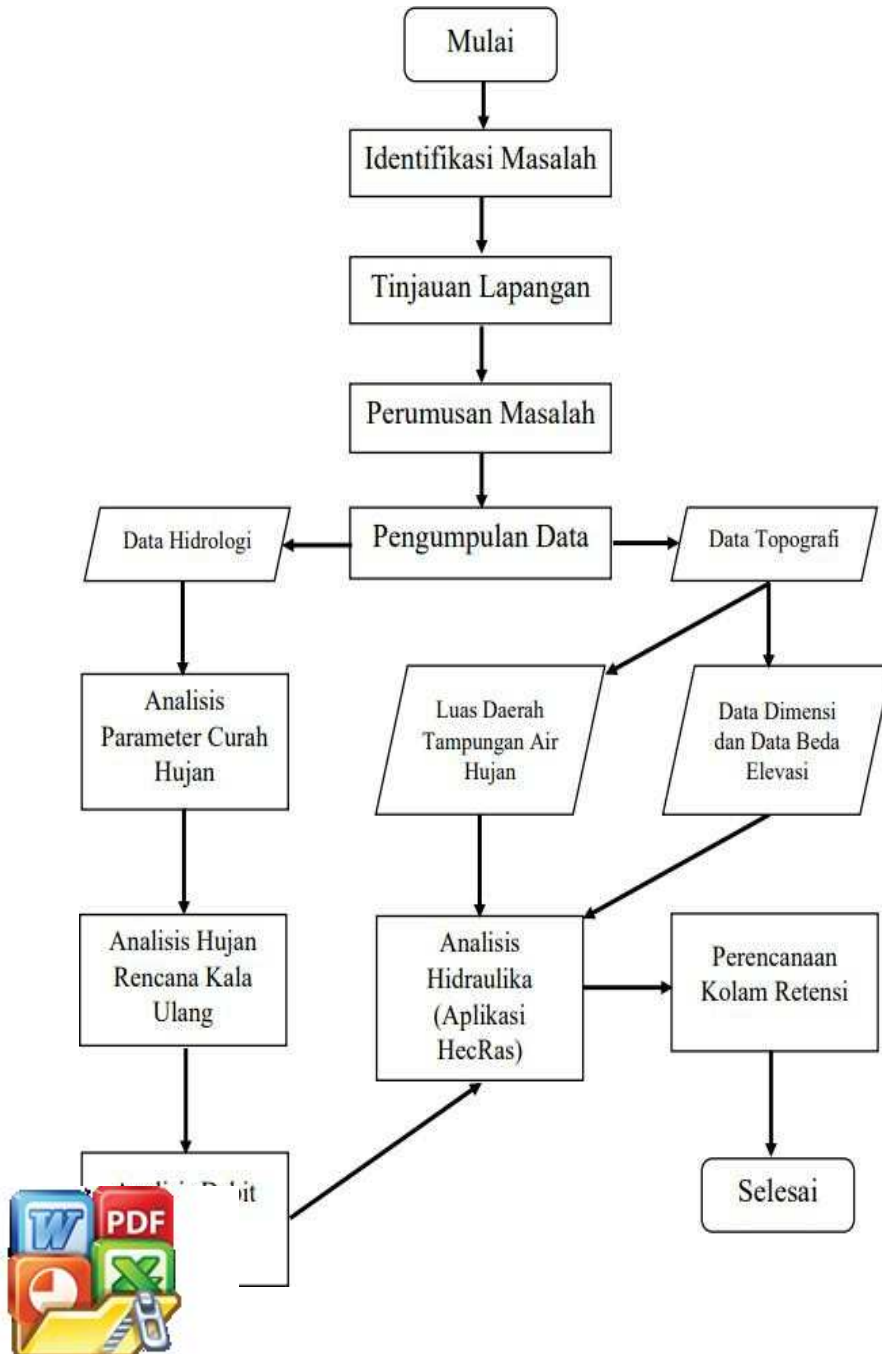 Mulai
Identifikasi Masalah
Tinjauan Lapangan
Perumusan Masalah
Data Hidrologi
Pengumpulan Data
Data Topografi
Analisis
Parameter Curah
Hujan
Luas Daerah
Tampungan Air
Hujan
Data Dimensi
dan Data Beda
Elevasi
Analisis Hujan
Rencana Kala
Ulang
Analisis
Hidraulika
(Aplikasi
HecRas)
Perencanaan
Kolam Retensi
Selesai
W
PDF
X